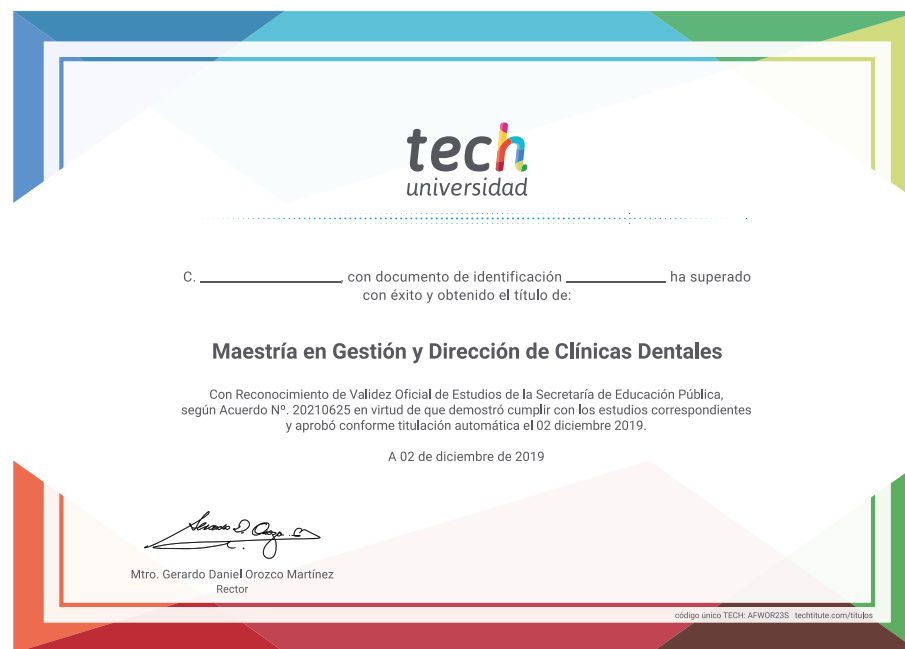 tech
universidad
C. ____________, con documento de identificación ____________ ha superado
con éxito y obtenido el título de:
Maestría en Gestión y Dirección de Clínicas Dentales
Con Reconocimiento de Validez Oficial de Estudios de la Secretaría de Educación Pública,
según Acuerdo Nº. 20210625 en virtud de que demostró cumplir con los estudios correspondientes
y aprobó conforme titulación automática el 02 diciembre 2019.
A 02 de diciembre de 2019
Mtro. Gerardo Daniel Orozco Martínez
Rector
código único TECH: AFWOR23S techtitute.com/titulos